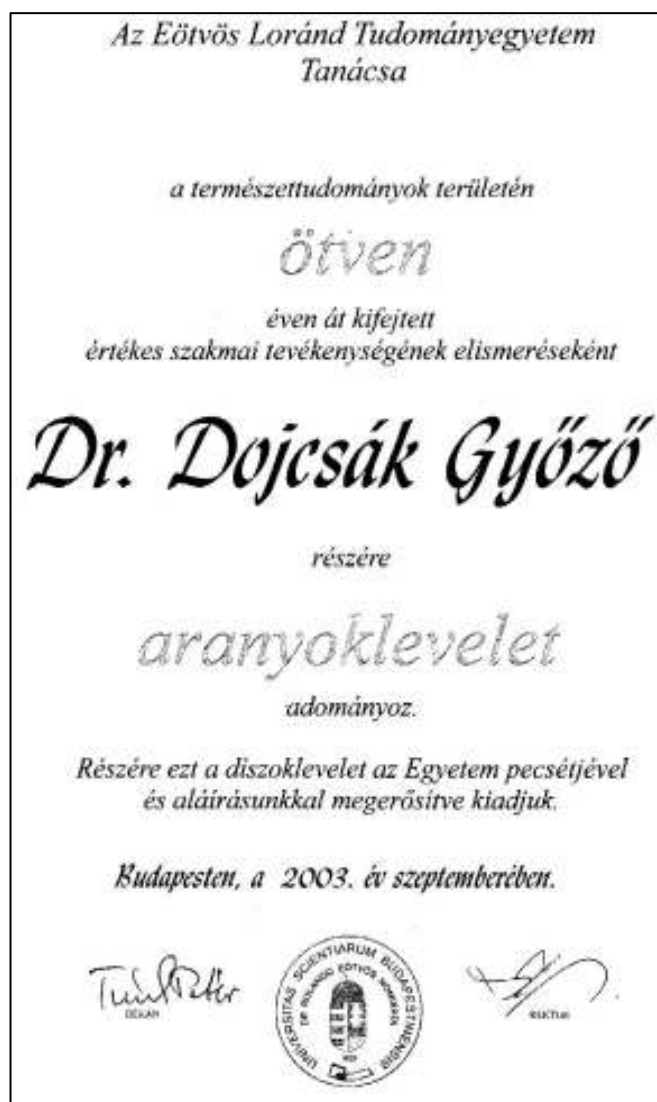 Az Eötvös Loránd Tudományegyetem
Tanácsa
a természettudományok területén
ötven
éven át kifejtett
értékes szakmai tevékenységének elismeréseként
Dr. Dojcsák Győző
részére
aranyoklevelet
adományoz.
Részére ezt a díszoklevelet az Egyetem pecsétjével
és aláírásunkkal megerősítve kiadjuk.
Budapesten, a 2003. év szeptemberében.
DÉKÁN
REKTOR
UNIVERSITAS SCIENTIARUM BUDAPESTINENSIS
DE ROLANDO EÖTVÖS NOMINATA